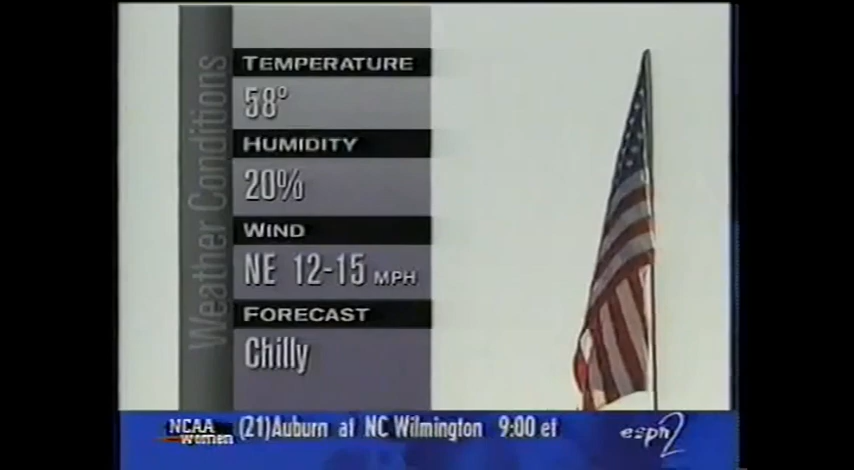 Weather Conditions
TEMPERATURE
58°
HUMIDITY
20%
WIND
NE 12-15 MPH
FORECAST
Chilly
NCAA
women
(21)Auburn at NC Wilmington 9:00 et
espn2